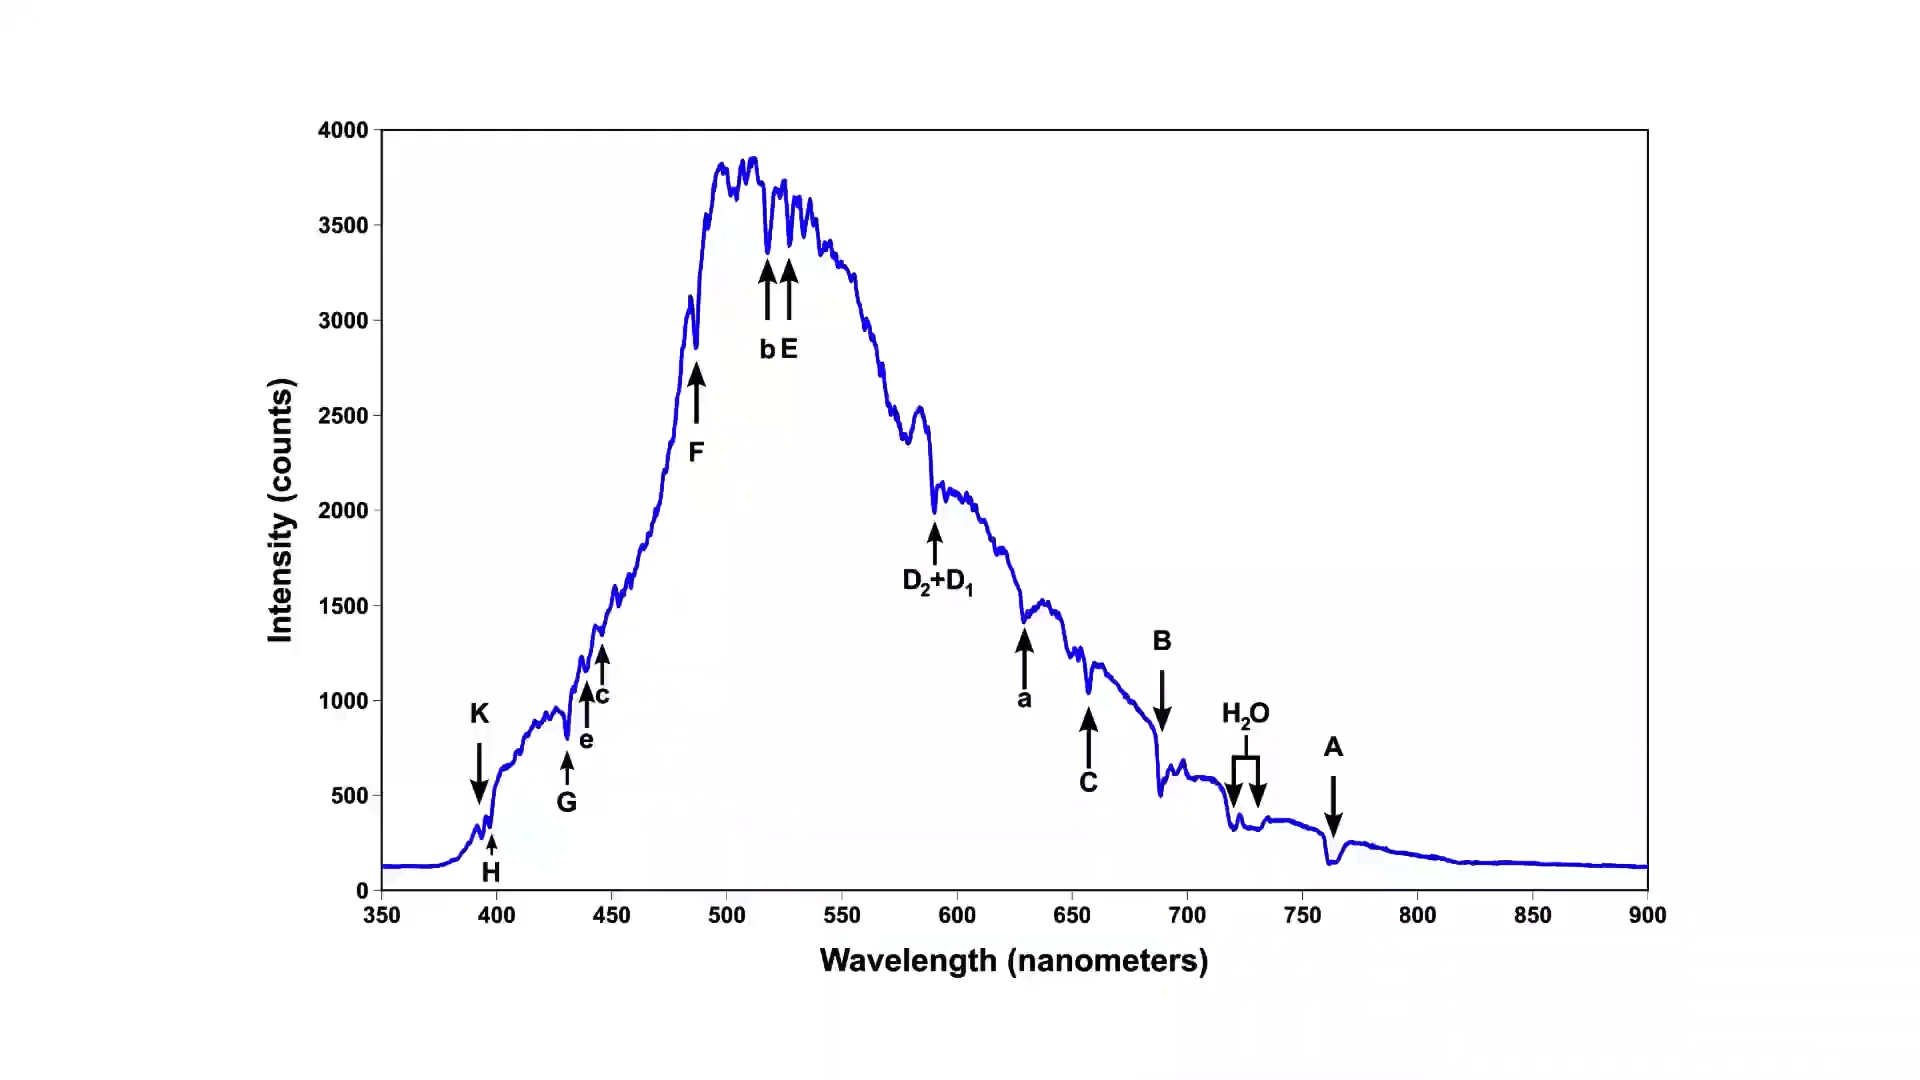 4000
3500
3000
2500
2000
1500
1000
500
0
Intensity (counts)
350 400 450 500 550 600 650 700 750 800 850 900
Wavelength (nanometers)
K
H
G
e
c
F
b E
D₂+D₁
a
C
B
H₂O
A